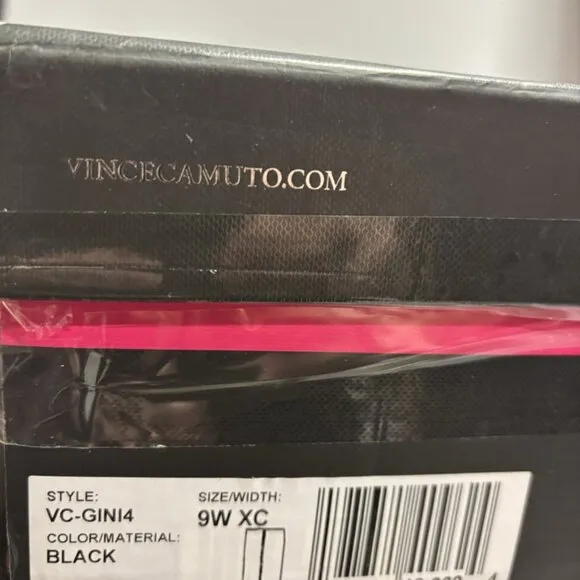 VINCECAMUTO.COM
STYLE: SIZE/WIDTH:
VC-GINI4 9W XC
COLOR/MATERIAL:
BLACK